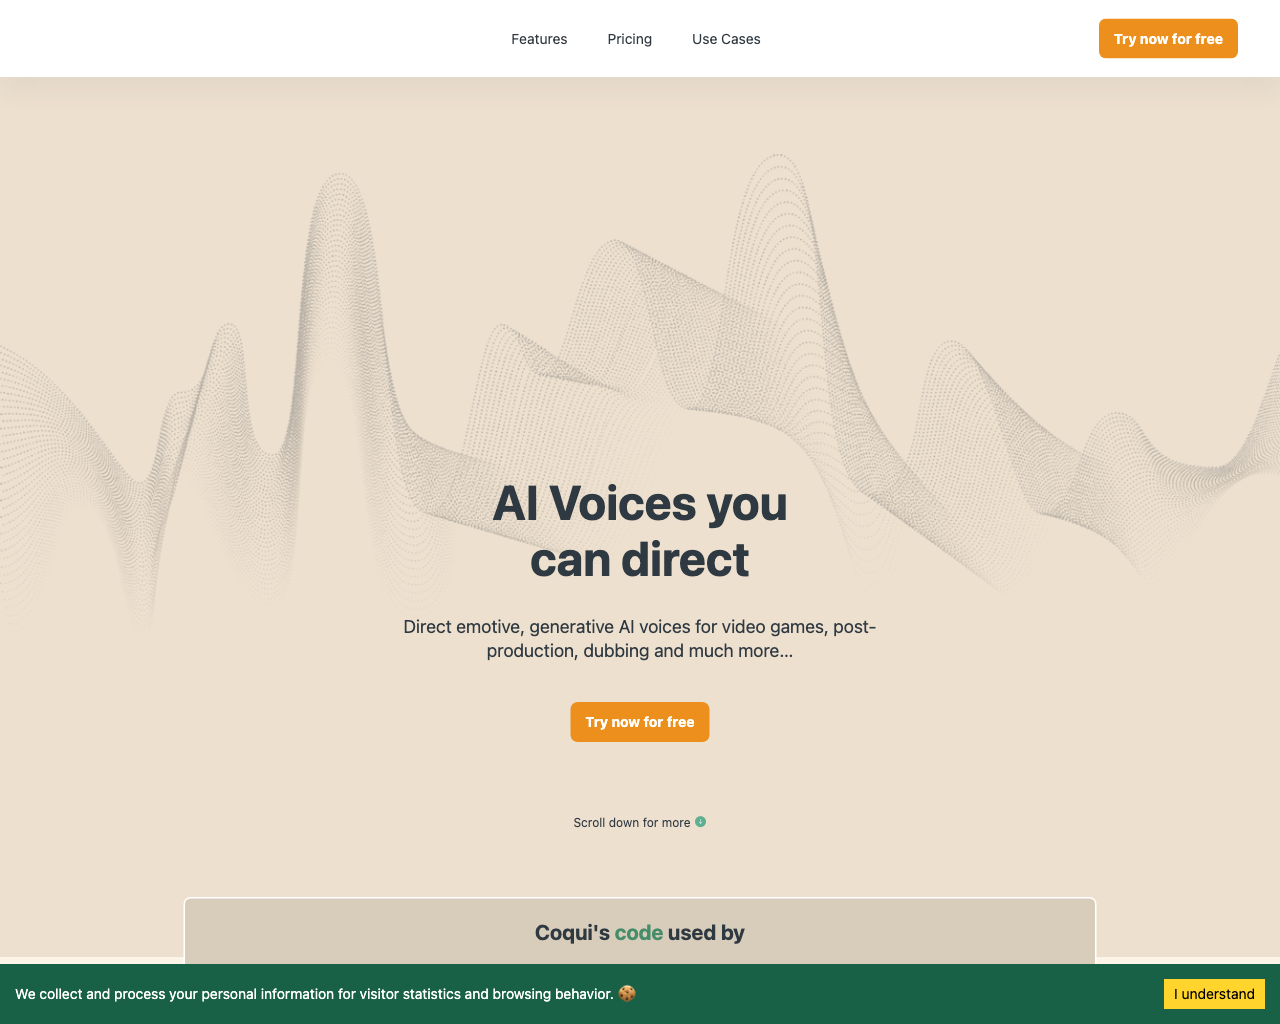 Features
Pricing
Use Cases
Try now for free
AI Voices you
can direct
Direct emotive, generative AI voices for video games, post-
production, dubbing and much more...
Try now for free
Scroll down for more
Coqui's code used by
We collect and process your personal information for visitor statistics and browsing behavior. 🍪
I understand